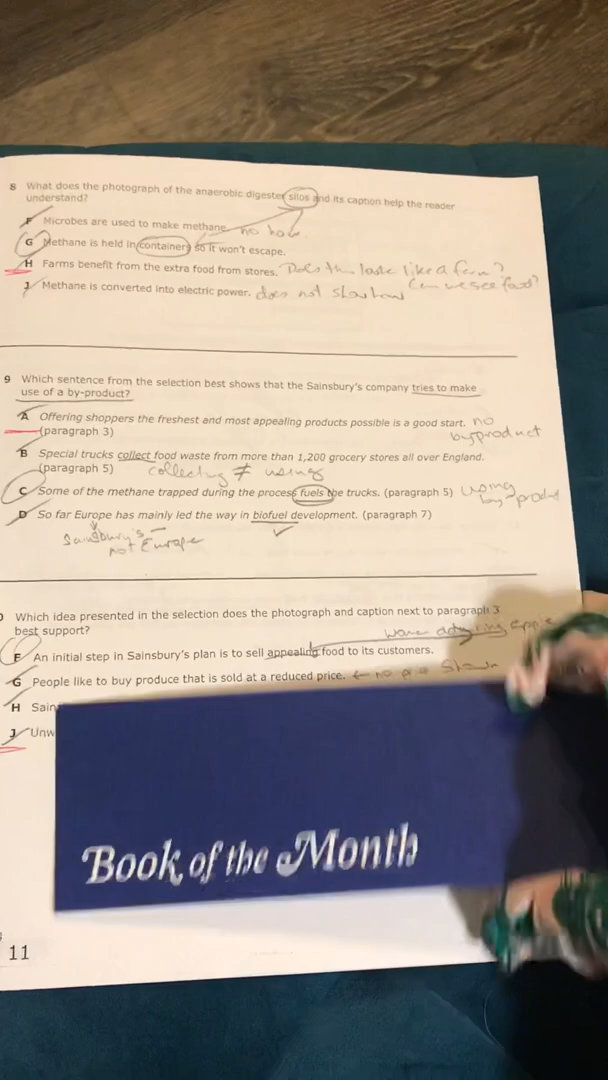 8 What does the photograph of the anaerobic digester silos and its caption help the reader
understand?
F Microbes are used to make methane. no how
G Methane is held in containers so it won't escape.
H Farms benefit from the extra food from stores. Does this look like a farm?
Can we see food?
J Methane is converted into electric power. does not show how
9 Which sentence from the selection best shows that the Sainsbury's company tries to make
use of a by-product?
A Offering shoppers the freshest and most appealing products possible is a good start. no
(paragraph 3) byproduct
B Special trucks collect food waste from more than 1,200 grocery stores all over England.
(paragraph 5) collecting ≠ using
C Some of the methane trapped during the process fuels the trucks. (paragraph 5) using
by-product
D So far Europe has mainly led the way in biofuel development. (paragraph 7)
Sainsbury's
not Europe
Which idea presented in the selection does the photograph and caption next to paragraph 3
best support?
F An initial step in Sainsbury's plan is to sell appealing food to its customers.
G People like to buy produce that is sold at a reduced price. ← no
H Sain
J Unw
Book of the Month
11